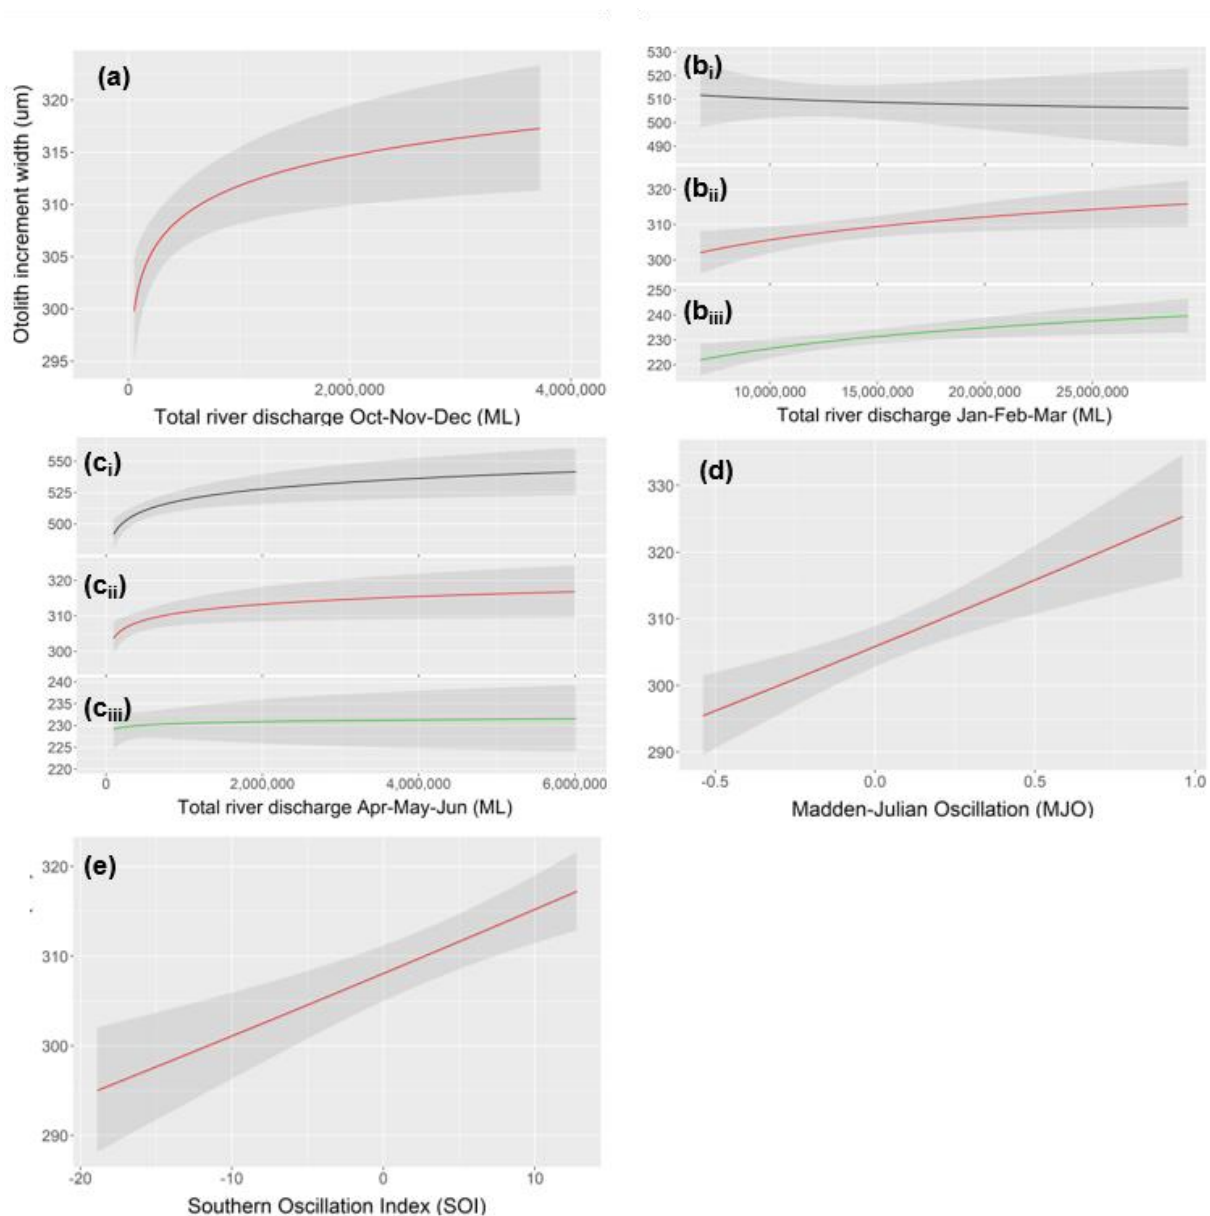 (a)
Otolith increment width (um)
320
315
310
305
300
295
0 2,000,000 4,000,000
Total river discharge Oct-Nov-Dec (ML)
(bi)
530
520
510
500
490
(bii)
320
310
300
(biii)
250
240
230
220
10,000,000 15,000,000 20,000,000 25,000,000
Total river discharge Jan-Feb-Mar (ML)
(ci)
550
525
500
(cii)
320
310
300
(ciii)
240
235
230
225
220
0 2,000,000 4,000,000 6,000,000
Total river discharge Apr-May-Jun (ML)
(d)
330
320
310
300
290
-0.5 0.0 0.5 1.0
Madden-Julian Oscillation (MJO)
(e)
320
310
300
290
-20 -10 0 10
Southern Oscillation Index (SOI)